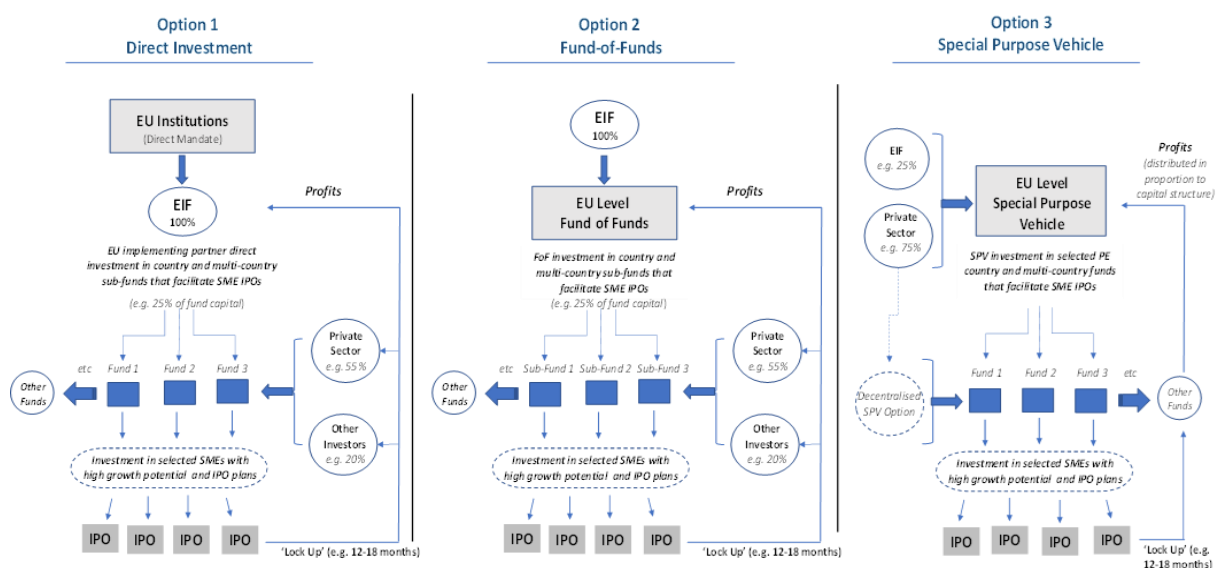 Option 1
Direct Investment
EU Institutions
(Direct Mandate)
EIF
100%
Profits
EU implementing partner direct
investment in country and multi-country
sub-funds that facilitate SME IPOs
(e.g. 25% of fund capital)
Private
Sector
e.g. 55%
etc
Fund 1
Fund 2
Fund 3
Other
Funds
Other
Investors
e.g. 20%
Investment in selected SMEs with
high growth potential and IPO plans
IPO
IPO
IPO
IPO
'Lock Up' (e.g. 12-18 months)
Option 2
Fund-of-Funds
EIF
100%
EU Level
Fund of Funds
Profits
FoF investment in country and
multi-country sub-funds that
facilitate SME IPOs
(e.g. 25% of fund capital)
Private
Sector
e.g. 55%
etc
Sub-Fund 1
Sub-Fund 2
Sub-Fund 3
Other
Funds
Other
Investors
e.g. 20%
Investment in selected SMEs with
high growth potential and IPO plans
IPO
IPO
IPO
IPO
'Lock Up' (e.g. 12-18 months)
Option 3
Special Purpose Vehicle
EIF
e.g. 25%
Private
Sector
e.g. 75%
EU Level
Special Purpose
Vehicle
Profits
(distributed in
proportion to
capital structure)
SPV investment in selected PE
country and multi-country funds
that facilitate SME IPOs
Fund 1
Fund 2
Fund 3
etc
Decentralised
SPV Option
Other
Funds
Investment in selected SMEs with
high growth potential and IPO plans
IPO
IPO
IPO
IPO
'Lock Up' (e.g.
12-18 months)